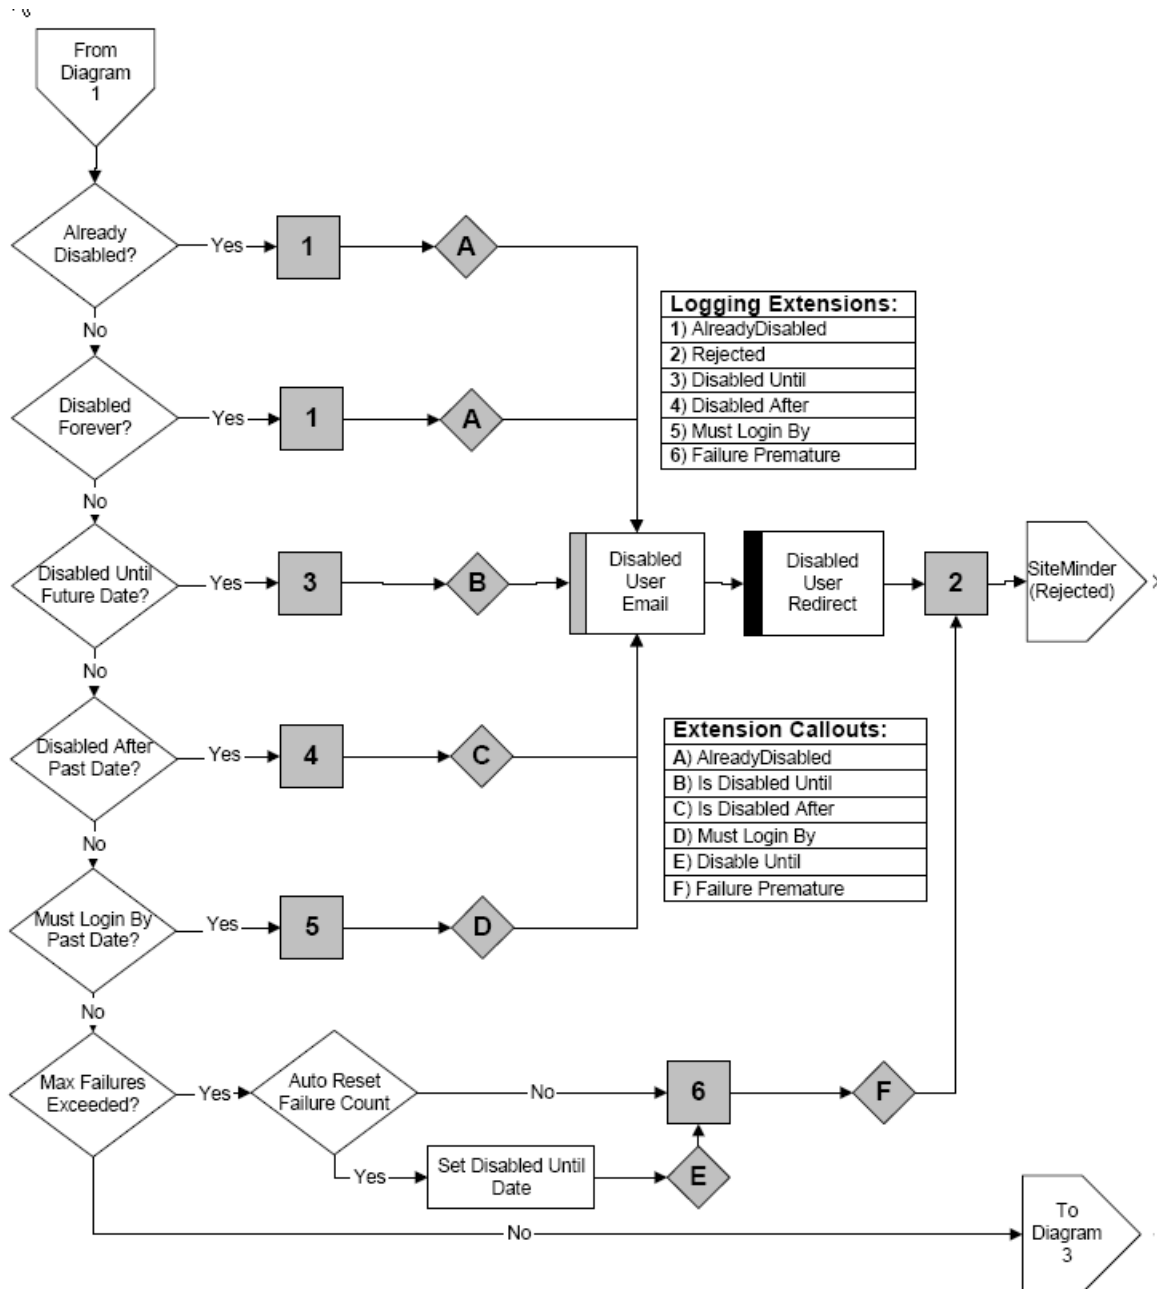 From
Diagram
1
Already
Disabled?
Yes
1
A
No
Logging Extensions:
1) AlreadyDisabled
2) Rejected
3) Disabled Until
4) Disabled After
5) Must Login By
6) Failure Premature
Disabled
Forever?
Yes
1
A
No
Disabled Until
Future Date?
Yes
3
B
Disabled
User
Email
Disabled
User
Redirect
2
SiteMinder
(Rejected)
No
Disabled After
Past Date?
Yes
4
C
Extension Callouts:
A) AlreadyDisabled
B) Is Disabled Until
C) Is Disabled After
D) Must Login By
E) Disable Until
F) Failure Premature
No
Must Login By
Past Date?
Yes
5
D
No
Max Failures
Exceeded?
Yes
Auto Reset
Failure Count
No
6
F
Yes
Set Disabled Until
Date
E
No
To
Diagram
3